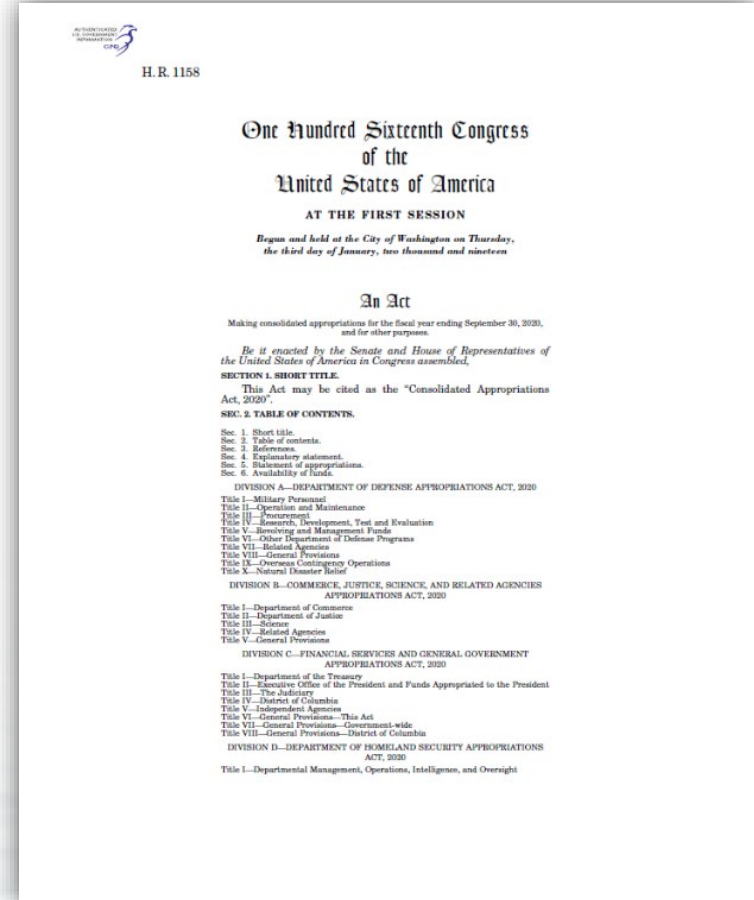 AUTHENTICATED
U.S. GOVERNMENT
INFORMATION
GPO
H. R. 1158
One Hundred Sixteenth Congress
of the
United States of America
AT THE FIRST SESSION
Begun and held at the City of Washington on Thursday,
the third day of January, two thousand and nineteen
An Act
Making consolidated appropriations for the fiscal year ending September 30, 2020,
and for other purposes.
Be it enacted by the Senate and House of Representatives of
the United States of America in Congress assembled,
SECTION 1. SHORT TITLE.
This Act may be cited as the “Consolidated Appropriations
Act, 2020”.
SEC. 2. TABLE OF CONTENTS.
Sec. 1. Short title.
Sec. 2. Table of contents.
Sec. 3. References.
Sec. 4. Explanatory statement.
Sec. 5. Statement of appropriations.
Sec. 6. Availability of funds.
DIVISION A—DEPARTMENT OF DEFENSE APPROPRIATIONS ACT, 2020
Title I—Military Personnel
Title II—Operation and Maintenance
Title III—Procurement
Title IV—Research, Development, Test and Evaluation
Title V—Revolving and Management Funds
Title VI—Other Department of Defense Programs
Title VII—Related Agencies
Title VIII—General Provisions
Title IX—Overseas Contingency Operations
Title X—Natural Disaster Relief
DIVISION B—COMMERCE, JUSTICE, SCIENCE, AND RELATED AGENCIES
APPROPRIATIONS ACT, 2020
Title I—Department of Commerce
Title II—Department of Justice
Title III—Science
Title IV—Related Agencies
Title V—General Provisions
DIVISION C—FINANCIAL SERVICES AND GENERAL GOVERNMENT
APPROPRIATIONS ACT, 2020
Title I—Department of the Treasury
Title II—Executive Office of the President and Funds Appropriated to the President
Title III—The Judiciary
Title IV—District of Columbia
Title V—Independent Agencies
Title VI—General Provisions—This Act
Title VII—General Provisions—Government-wide
Title VIII—General Provisions—District of Columbia
DIVISION D—DEPARTMENT OF HOMELAND SECURITY APPROPRIATIONS
ACT, 2020
Title I—Departmental Management, Operations, Intelligence, and Oversight